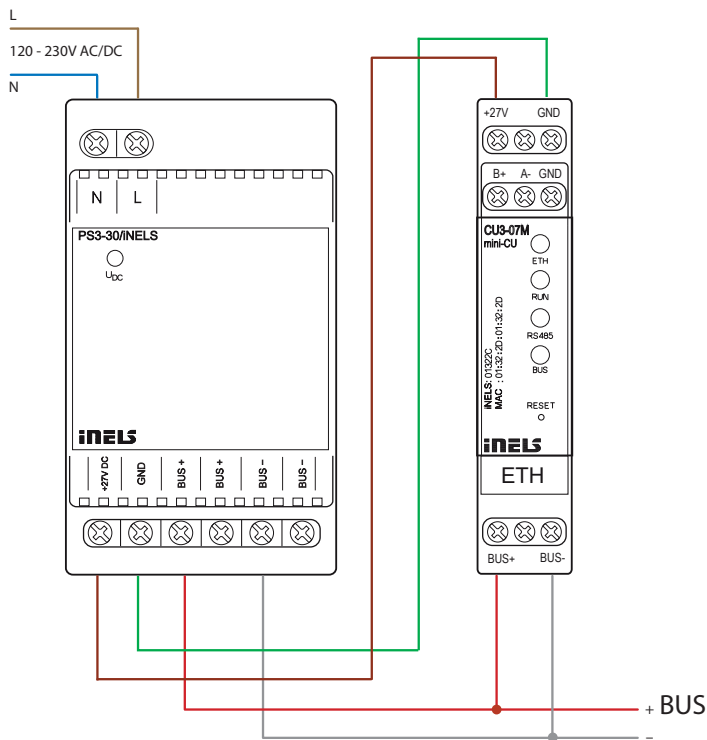 L
120 - 230V AC/DC
N
+27V GND
B+ A- GND
N L
PS3-30/iNELS
UDC
CU3-07M
mini-CU
ETH
RUN
RS485
BUS
iNELS: 01322C
MAC : 01:32:2D:01:32:2D
RESET
iNELS
iNELS
+27V DC GND BUS + BUS + BUS - BUS -
ETH
BUS+ BUS-
+ BUS
-